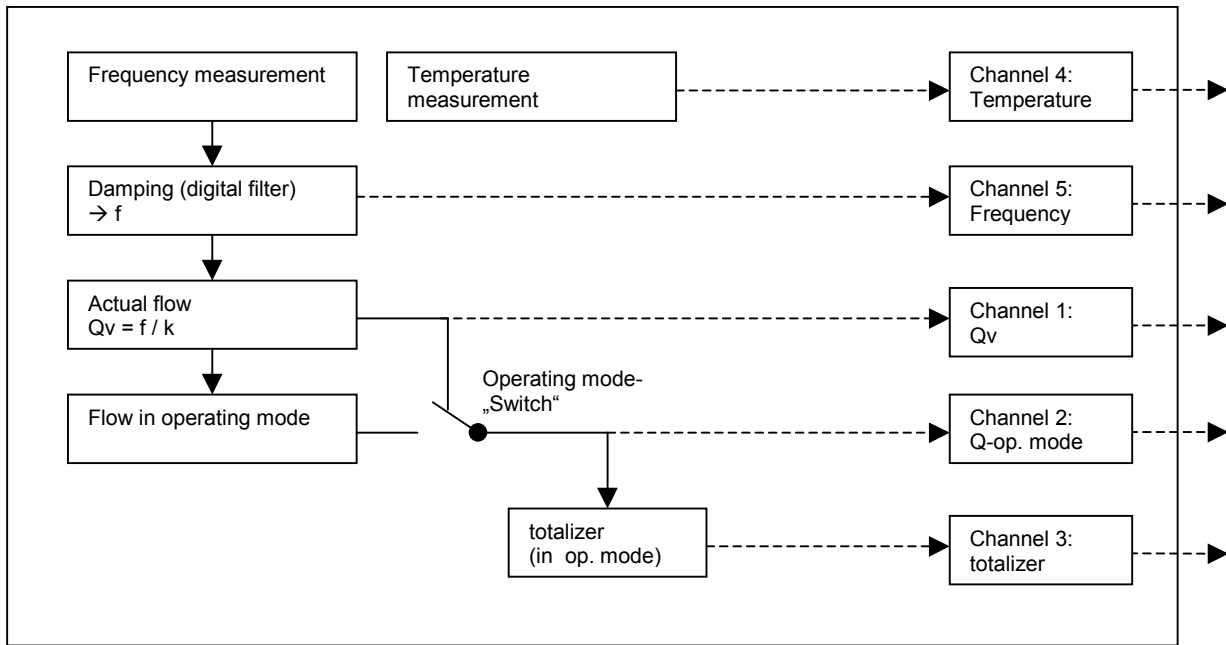 Frequency measurement
Temperature
measurement
Channel 4:
Temperature
Damping (digital filter)
→ f
Channel 5:
Frequency
Actual flow
Qv = f / k
Channel 1:
Qv
Operating mode-
„Switch“
Flow in operating mode
Channel 2:
Q-op. mode
totalizer
(in op. mode)
Channel 3:
totalizer